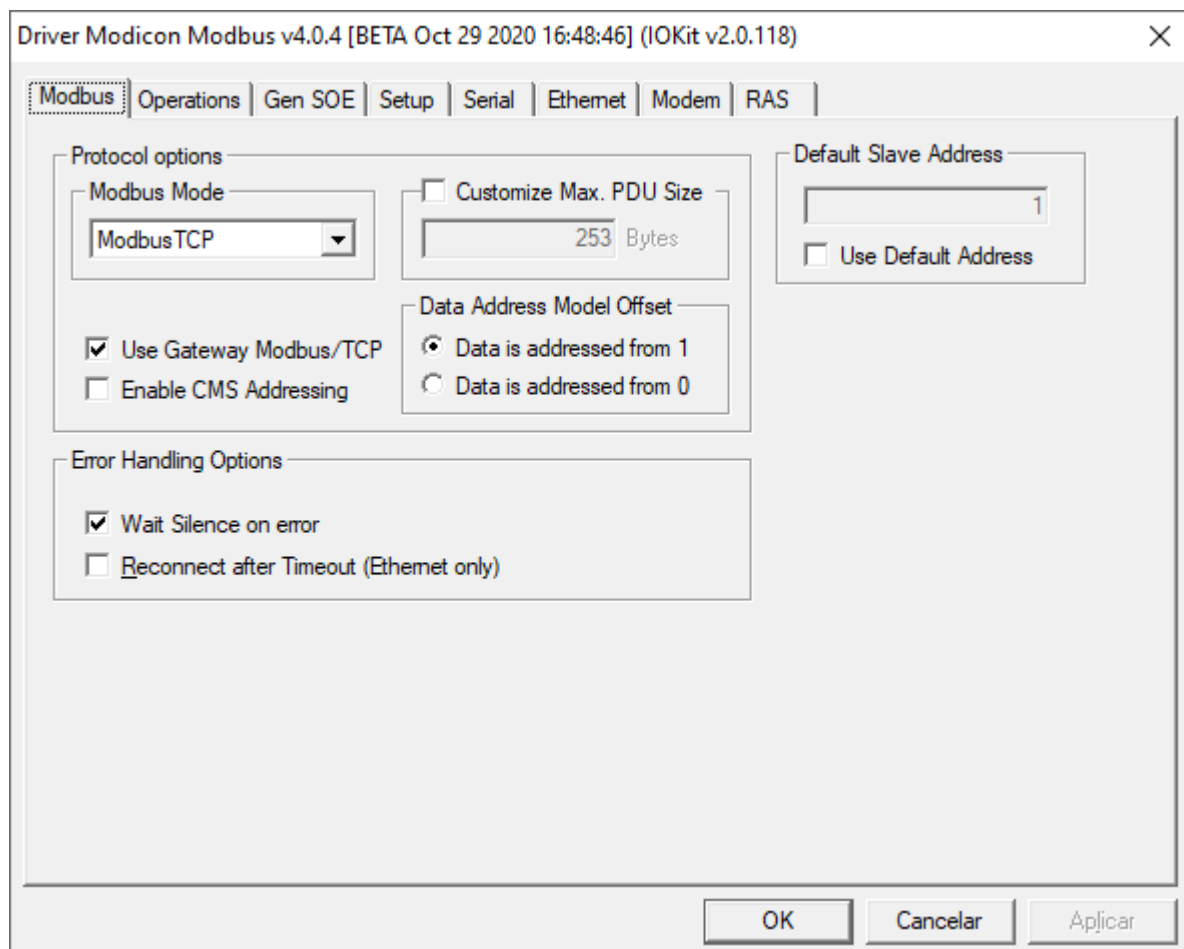 Driver Modicon Modbus v4.0.4 [BETA Oct 29 2020 16:48:46] (IOKit v2.0.118)
Modbus Operations Gen SOE Setup Serial Ethernet Modem RAS
Protocol options
Modbus Mode
ModbusTCP
Customize Max. PDU Size
253 Bytes
Use Gateway Modbus/TCP
Enable CMS Addressing
Data Address Model Offset
Data is addressed from 1
Data is addressed from 0
Default Slave Address
1
Use Default Address
Error Handling Options
Wait Silence on error
Reconnect after Timeout (Ethernet only)
OK Cancelar Aplicar